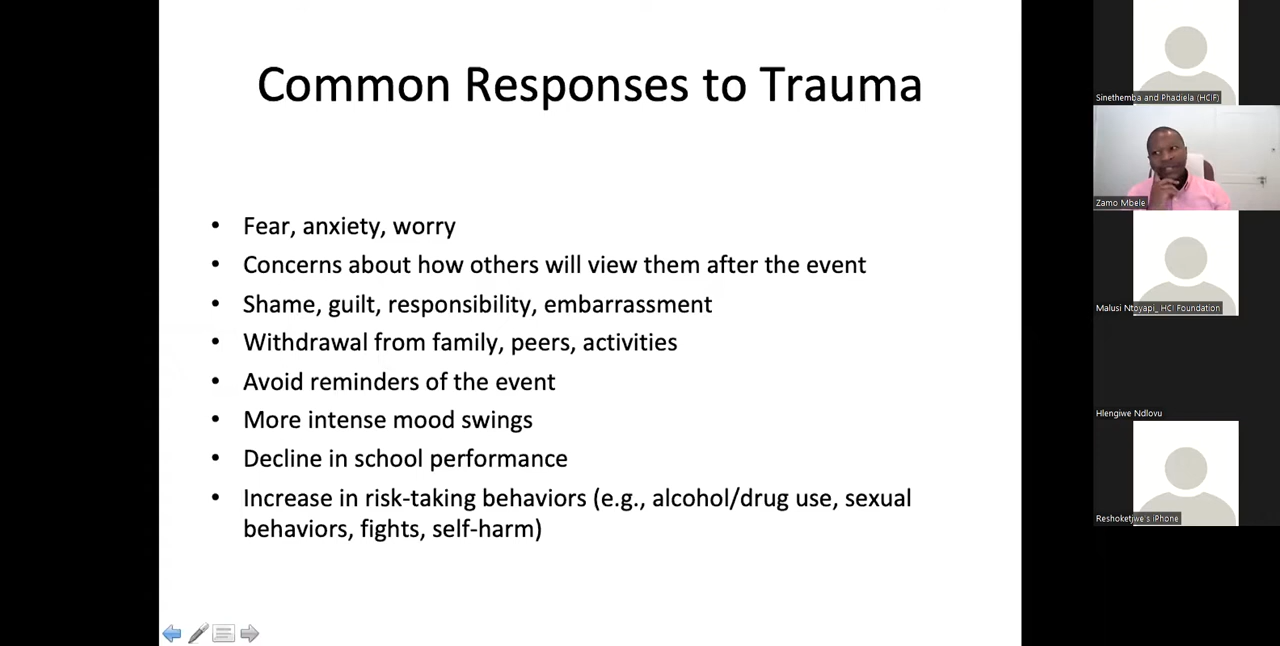 Common Responses to Trauma
• Fear, anxiety, worry
• Concerns about how others will view them after the event
• Shame, guilt, responsibility, embarrassment
• Withdrawal from family, peers, activities
• Avoid reminders of the event
• More intense mood swings
• Decline in school performance
• Increase in risk-taking behaviors (e.g., alcohol/drug use, sexual
behaviors, fights, self-harm)
Sinethemba and Phadiela (HCIF)
Zamo Mbele
Malusi Ntoyapi_ HCI Foundation
Hlengiwe Ndlovu
Reshoketjwe's iPhone